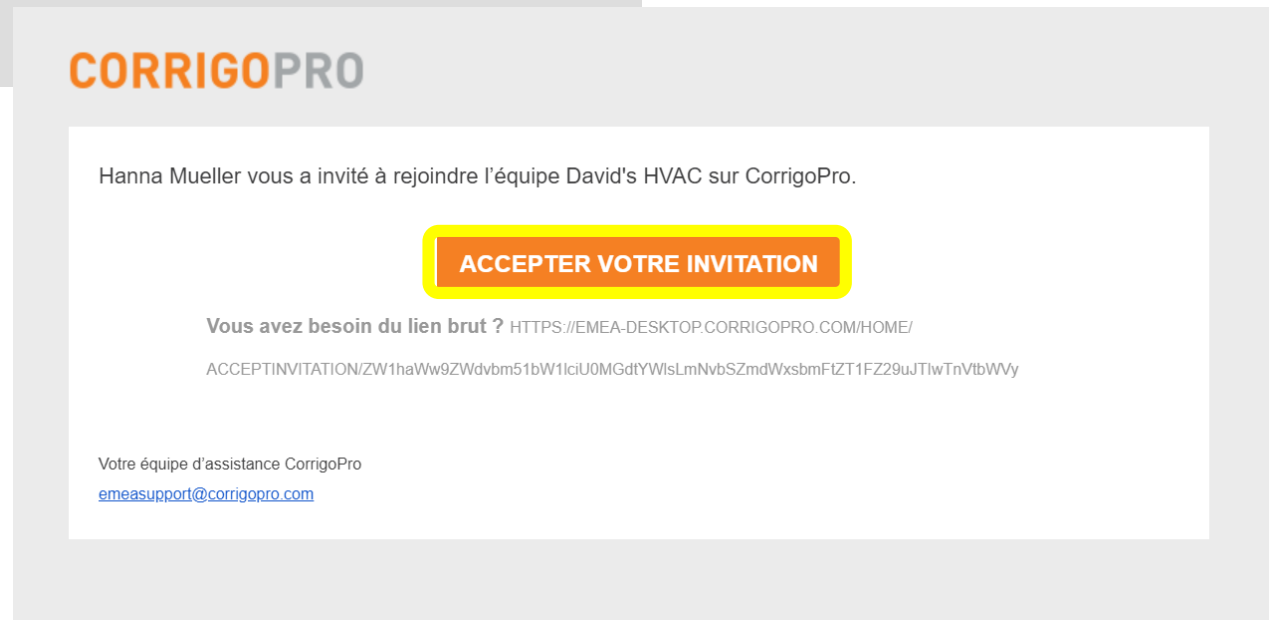 CORRIGOPRO
Hanna Mueller vous a invité à rejoindre l’équipe David's HVAC sur CorrigoPro.
ACCEPTER VOTRE INVITATION
Vous avez besoin du lien brut ? HTTPS://EMEA-DESKTOP.CORRIGOPRO.COM/HOME/
ACCEPTINVITATION/ZW1haWw9ZWdvbm51bW1lciU0MGdtYWlsLmNvbSZmdWxsbmFtZT1FZ29uJTIwTnVtbWVy
Votre équipe d’assistance CorrigoPro
emeasupport@corrigopro.com